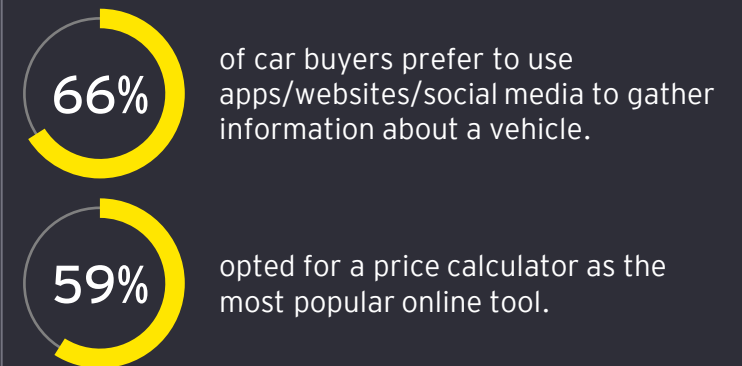 66%
of car buyers prefer to use
apps/websites/social media to gather
information about a vehicle.
59%
opted for a price calculator as the
most popular online tool.